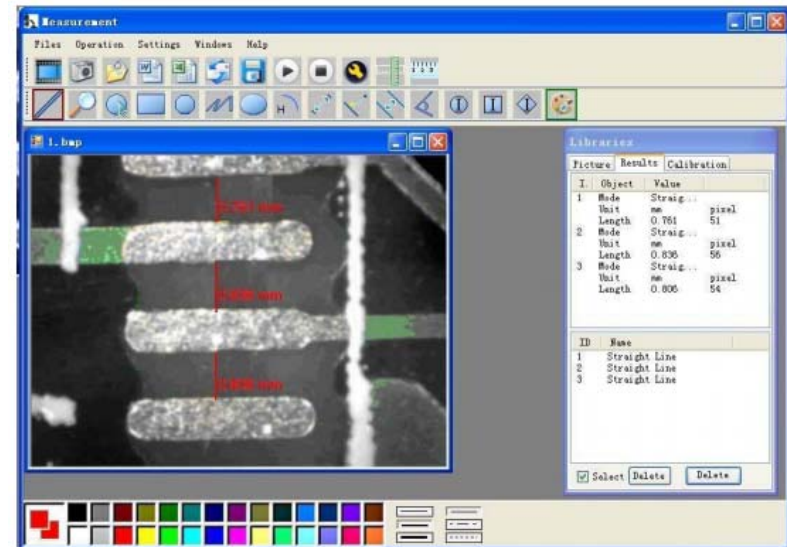 Measurement
Files Operation Settings Windows Help
1.bmp
0.836 mm
Libraries
Picture Results Calibration
I. Object Value
1 Mode Straig...
Unit mm pixel
Length 0.761 51
2 Mode Straig...
Unit mm pixel
Length 0.836 56
3 Mode Straig...
Unit mm pixel
Length 0.806 54
ID Name
1 Straight Line
2 Straight Line
3 Straight Line
Select Delete Delete